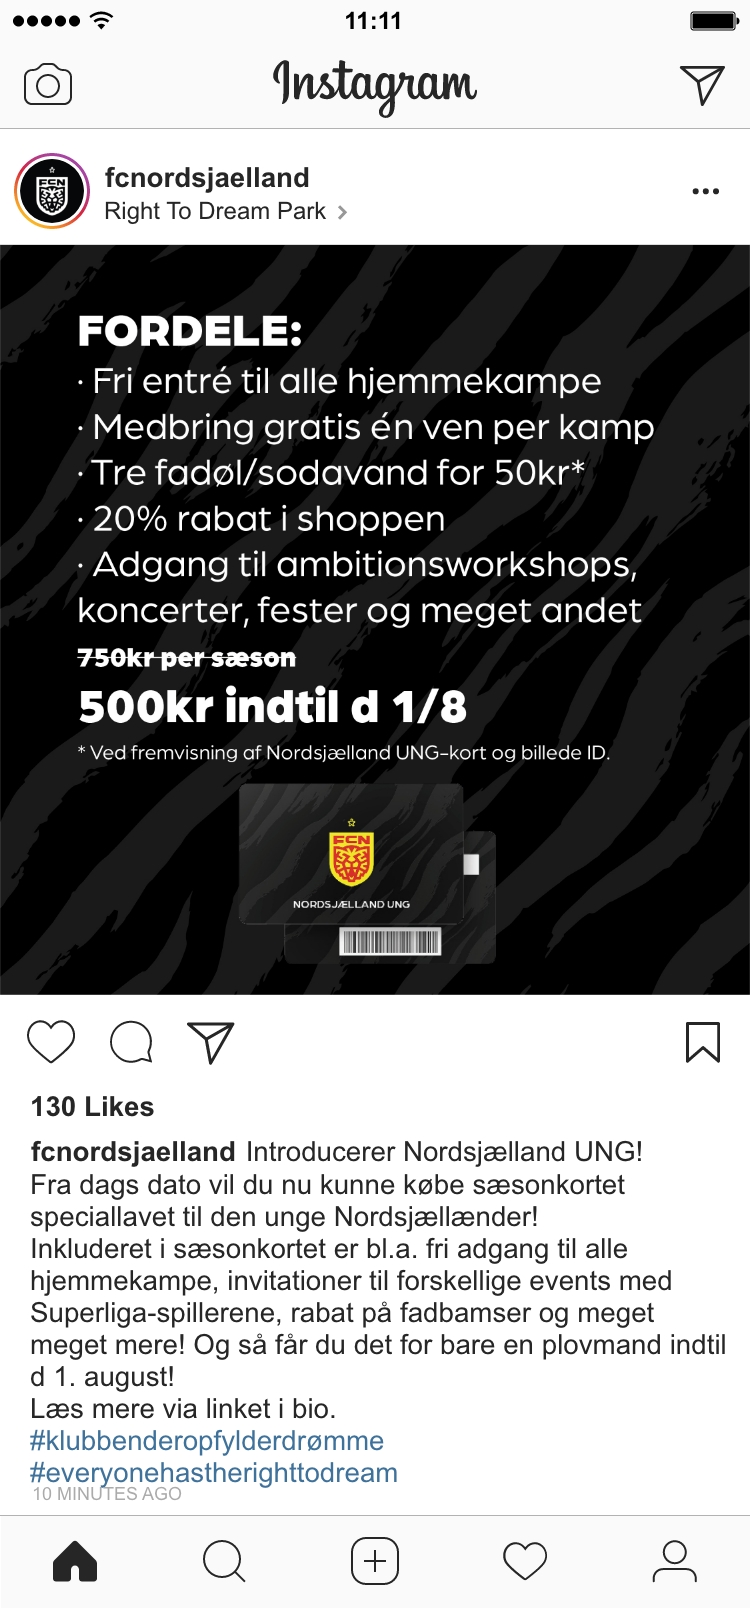 11:11
Instagram
FCN
fcnordsjaelland
Right To Dream Park >
FORDELE:
· Fri entré til alle hjemmekampe
· Medbring gratis én ven per kamp
· Tre fadøl/sodavand for 50kr*
· 20% rabat i shoppen
· Adgang til ambitionsworkshops,
koncerter, fester og meget andet
750kr per sæson
500kr indtil d 1/8
* Ved fremvisning af Nordsjælland UNG-kort og billede ID.
FCN
NORDSJÆLLAND UNG
130 Likes
fcnordsjaelland Introducerer Nordsjælland UNG!
Fra dags dato vil du nu kunne købe sæsonkortet
speciallavet til den unge Nordsjællænder!
Inkluderet i sæsonkortet er bl.a. fri adgang til alle
hjemmekampe, invitationer til forskellige events med
Superliga-spillerene, rabat på fadbamser og meget
meget mere! Og så får du det for bare en plovmand indtil
d 1. august!
Læs mere via linket i bio.
#klubbenderopfylderdrømme
#everyonehastherighttodream
10 MINUTES AGO